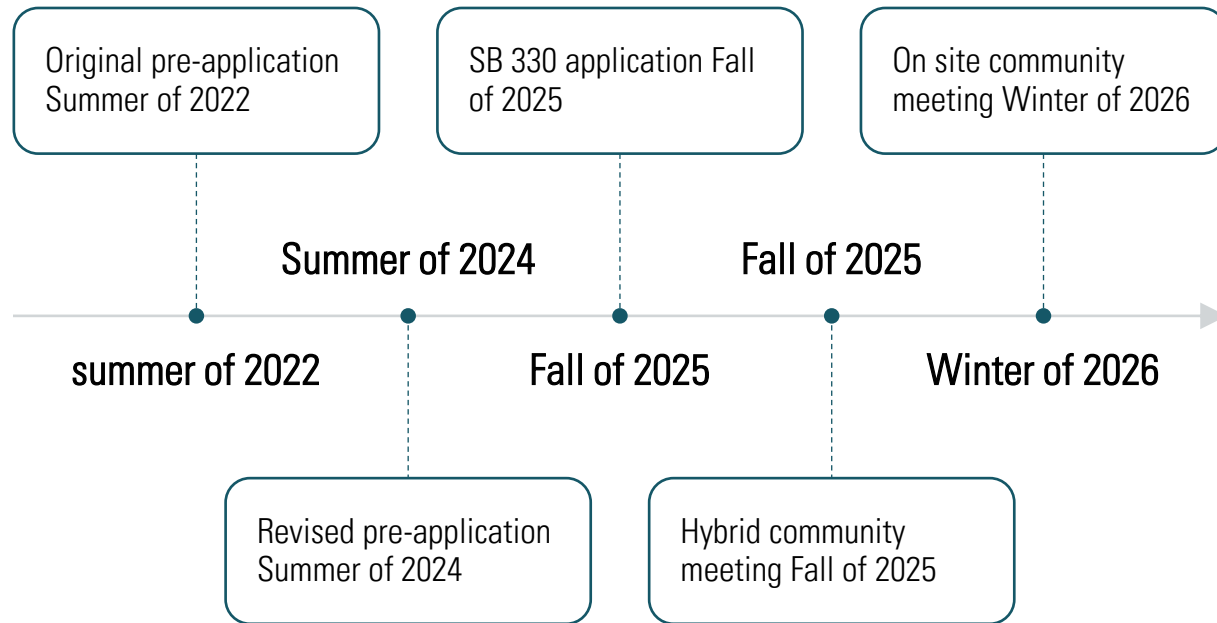 Original pre-application
Summer of 2022
SB 330 application Fall
of 2025
On site community
meeting Winter of 2026
Summer of 2024
Fall of 2025
summer of 2022
Fall of 2025
Winter of 2026
Revised pre-application
Summer of 2024
Hybrid community
meeting Fall of 2025